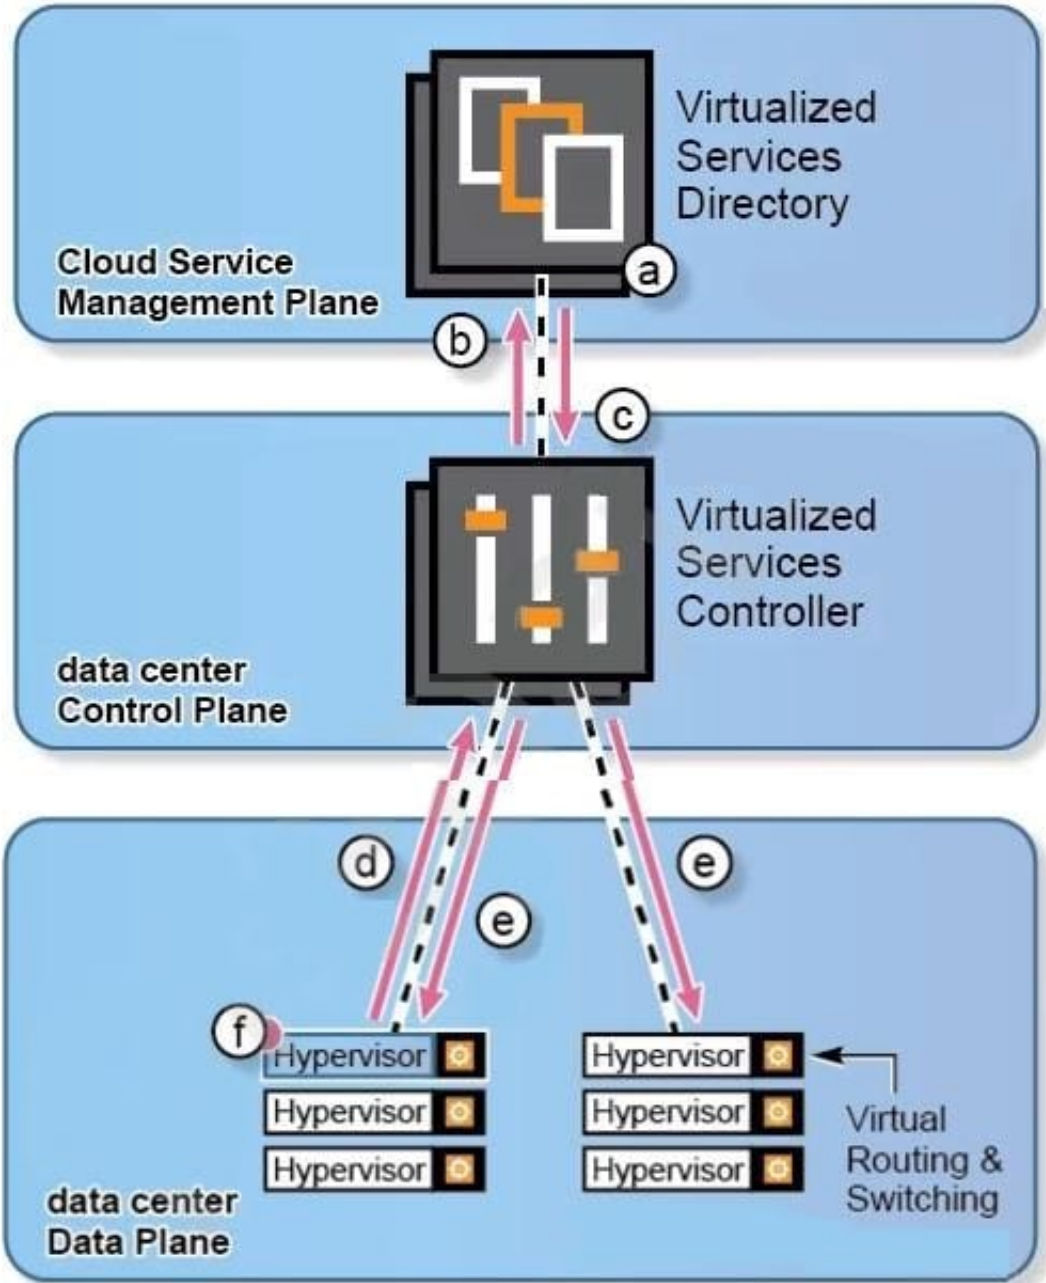 Virtualized
Services
Directory
Cloud Service
Management Plane
a
b
c
Virtualized
Services
Controller
data center
Control Plane
d
e
e
f
Hypervisor
Hypervisor
Hypervisor
Hypervisor
Hypervisor
Hypervisor
Virtual
Routing &
Switching
data center
Data Plane